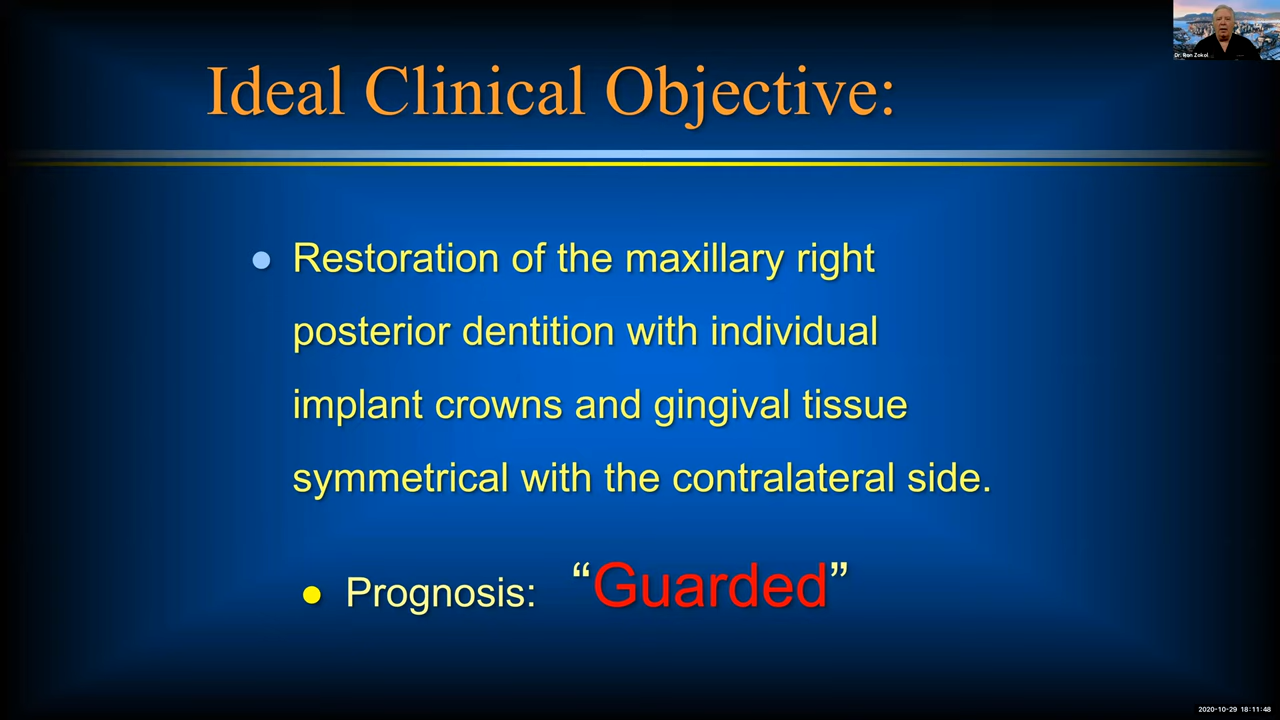 Dr. Ron Zokol
Ideal Clinical Objective:
Restoration of the maxillary right
posterior dentition with individual
implant crowns and gingival tissue
symmetrical with the contralateral side.
Prognosis: “Guarded”
2020-10-29 18:11:48